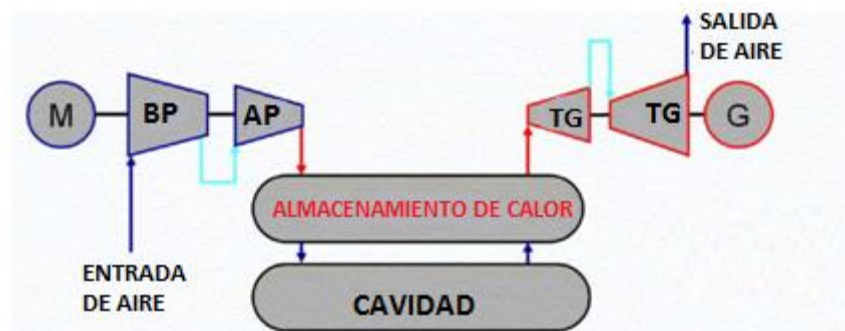 SALIDA
DE AIRE
M
BP
AP
TG
TG
G
ALMACENAMIENTO DE CALOR
ENTRADA
DE AIRE
CAVIDAD